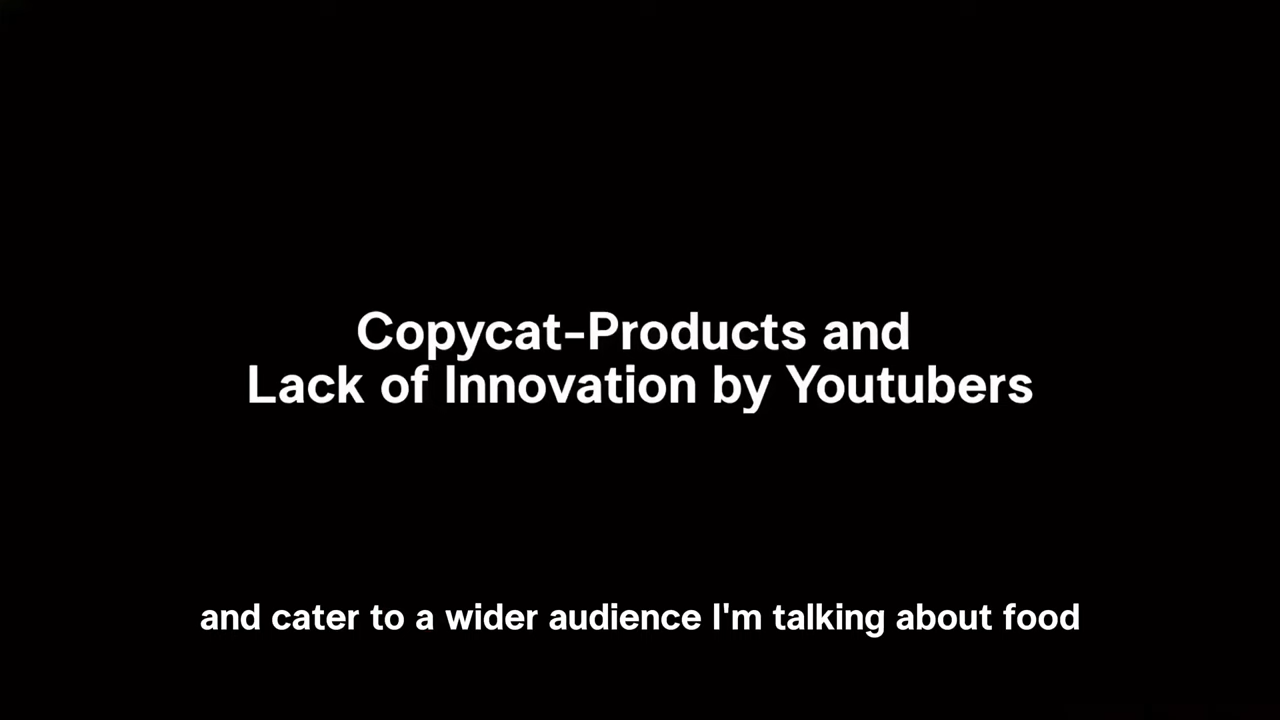 Copycat-Products and
Lack of Innovation by Youtubers
and cater to a wider audience I'm talking about food